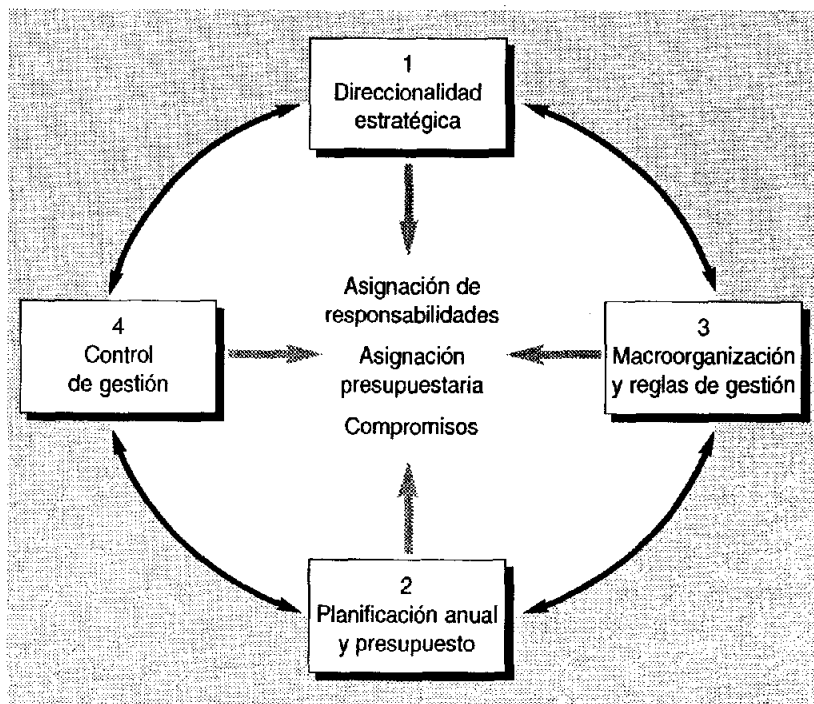 1
Direccionalidad
estratégica
Asignación de
responsabilidades
Asignación
presupuestaria
Compromisos
4
Control
de gestión
3
Macroorganización
y reglas de gestión
2
Planificación anual
y presupuesto